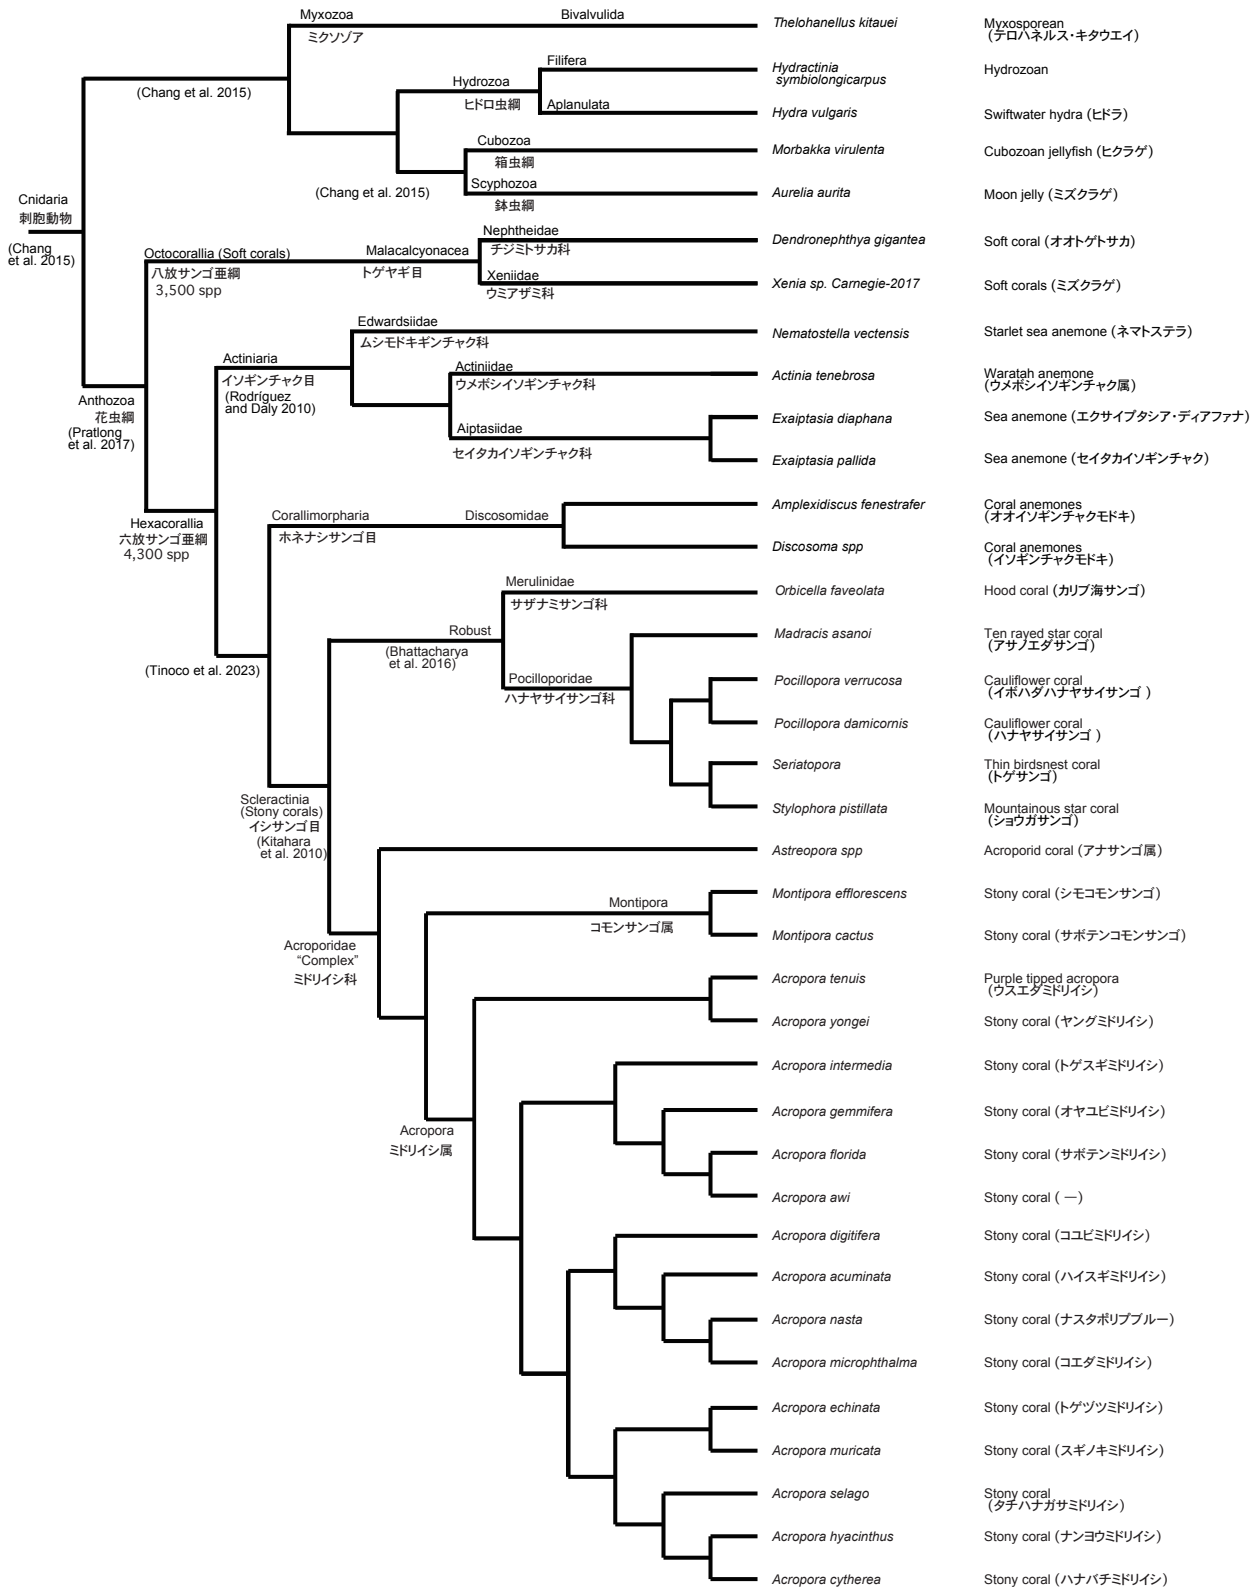 Myxozoa
ミクソゾア
Bivalvulida
Thelohanellus kitauei
Myxosporean
(テロハネルス・キタウエイ)
(Chang et al. 2015)
Hydrozoa
ヒドロ虫綱
Filifera
Hydractinia
symbiolongicarpus
Hydrozoan
Aplanulata
Hydra vulgaris
Swiftwater hydra (ヒドラ)
Cubozoa
箱虫綱
Morbakka virulenta
Cubozoan jellyfish (ヒクラゲ)
(Chang et al. 2015)
Scyphozoa
鉢虫綱
Aurelia aurita
Moon jelly (ミズクラゲ)
Cnidaria
刺胞動物
(Chang
et al. 2015)
Octocorallia (Soft corals)
八放サンゴ亜綱
3,500 spp
Malacalcyonacea
トゲヤギ目
Nephtheidae
チヂミトサカ科
Dendronephthya gigantea
Soft coral (オオトゲトサカ)
Xeniidae
ウミアザミ科
Xenia sp. Carnegie-2017
Soft corals (ミズクラゲ)
Anthozoa
花虫綱
(Pratlong
et al. 2017)
Actiniaria
イソギンチャク目
(Rodríguez
and Daly 2010)
Edwardsiidae
ムシモドキギンチャク科
Nematostella vectensis
Starlet sea anemone (ネマトステラ)
Actiniidae
ウメボシイソギンチャク科
Actinia tenebrosa
Waratah anemone
(ウメボシイソギンチャク属)
Aiptasiidae
セイタカイソギンチャク科
Exaiptasia diaphana
Sea anemone (エクサイプタシア・ディアファナ)
Exaiptasia pallida
Sea anemone (セイタカイソギンチャク)
Hexacorallia
六放サンゴ亜綱
4,300 spp
Corallimorpharia
ホネナシサンゴ目
Discosomidae
Amplexidiscus fenestrafer
Coral anemones
(オオイソギンチャクモドキ)
Discosoma spp
Coral anemones
(イソギンチャクモドキ)
(Tinoco et al. 2023)
Robust
(Bhattacharya
et al. 2016)
Merulinidae
サザナミサンゴ科
Orbicella faveolata
Hood coral (カリブ海サンゴ)
Pocilloporidae
ハナヤサイサンゴ科
Madracis asanoi
Ten rayed star coral
(アサノエダサンゴ)
Pocillopora verrucosa
Cauliflower coral
(イボハダハナヤサイサンゴ )
Pocillopora damicornis
Cauliflower coral
(ハナヤサイサンゴ )
Seriatopora
Thin birdsnest coral
(トゲサンゴ)
Stylophora pistillata
Mountainous star coral
(ショウガサンゴ)
Scleractinia
(Stony corals)
イシサンゴ目
(Kitahara
et al. 2010)
Astreopora spp
Acroporid coral (アナサンゴ属)
Acroporidae
“Complex”
ミドリイシ科
Montipora
コモンサンゴ属
Montipora efflorescens
Stony coral (シモコモンサンゴ)
Montipora cactus
Stony coral (サボテンコモンサンゴ)
Acropora tenuis
Purple tipped acropora
(ウスエダミドリイシ)
Acropora yongei
Stony coral (ヤングミドリイシ)
Acropora
ミドリイシ属
Acropora intermedia
Stony coral (トゲスギミドリイシ)
Acropora gemmifera
Stony coral (オヤユビミドリイシ)
Acropora florida
Stony coral (サボテンミドリイシ)
Acropora awi
Stony coral ( ー)
Acropora digitifera
Stony coral (コユビミドリイシ)
Acropora acuminata
Stony coral (ハイスギミドリイシ)
Acropora nasta
Stony coral (ナスタポリプブルー)
Acropora microphthalma
Stony coral (コエダミドリイシ)
Acropora echinata
Stony coral (トゲヅツミドリイシ)
Acropora muricata
Stony coral (スギノキミドリイシ)
Acropora selago
Stony coral
(タチハナガサミドリイシ)
Acropora hyacinthus
Stony coral (ナンヨウミドリイシ)
Acropora cytherea
Stony coral (ハナバチミドリイシ)